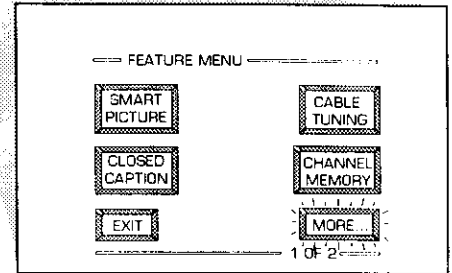 FEATURE MENU
SMART
PICTURE
CABLE
TUNING
CLOSED
CAPTION
CHANNEL
MEMORY
EXIT
MORE...
1 OF 2